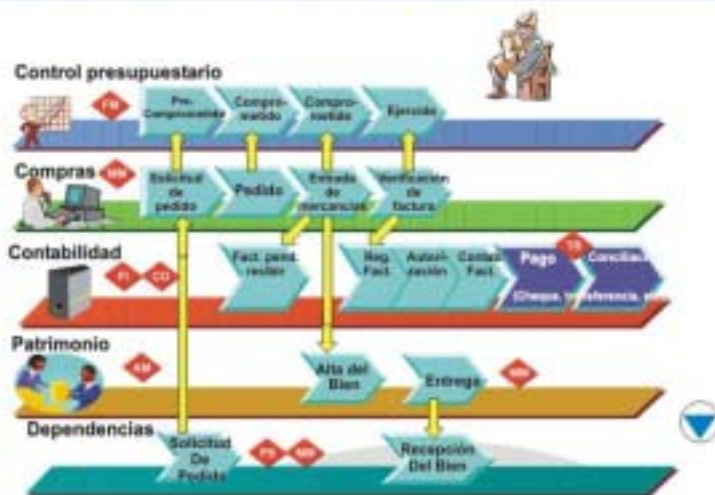 Control presupuestario
FM
Pre-
Comprometido
Compro-
metido
Compro-
metido
Ejercido
Compras
MM
Solicitud
de
pedido
Pedido
Entrada
de
mercancías
Verificación
de
factura
Contabilidad
FI
CO
Fact. pend.
recibir
Reg.
Fact.
Autori-
zación
Contab.
Fact.
Pago
(Cheque,
TR
Patrimonio
AM
Alta del
Bien
Entrega
MM
Dependencias
Solicitud
De
Pedido
PS
MM
Recepción
Del Bien